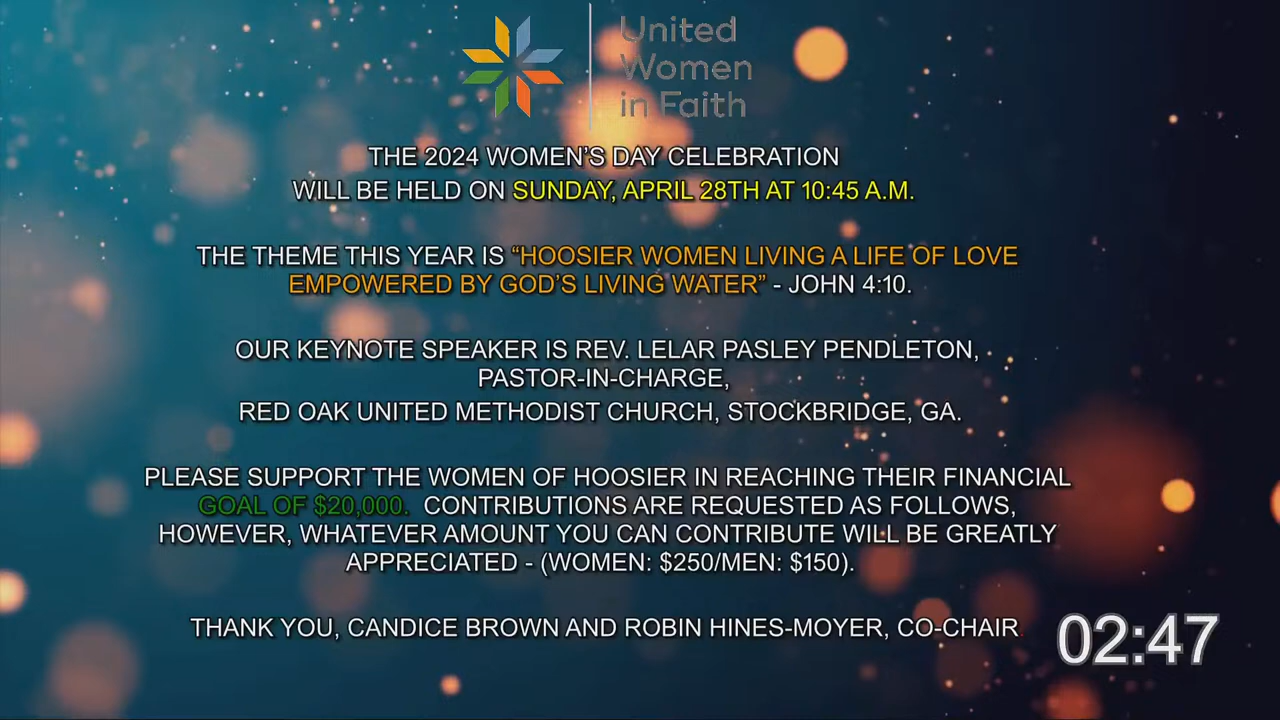 United
Women
in Faith
THE 2024 WOMEN'S DAY CELEBRATION
WILL BE HELD ON SUNDAY, APRIL 28TH AT 10:45 A.M.
THE THEME THIS YEAR IS “HOOSIER WOMEN LIVING A LIFE OF LOVE
EMPOWERED BY GOD'S LIVING WATER” - JOHN 4:10.
OUR KEYNOTE SPEAKER IS REV. LELAR PASLEY PENDLETON,
PASTOR-IN-CHARGE,
RED OAK UNITED METHODIST CHURCH, STOCKBRIDGE, GA.
PLEASE SUPPORT THE WOMEN OF HOOSIER IN REACHING THEIR FINANCIAL
GOAL OF $20,000. CONTRIBUTIONS ARE REQUESTED AS FOLLOWS,
HOWEVER, WHATEVER AMOUNT YOU CAN CONTRIBUTE WILL BE GREATLY
APPRECIATED - (WOMEN: $250/MEN: $150).
THANK YOU, CANDICE BROWN AND ROBIN HINES-MOYER, CO-CHAIR
02:47